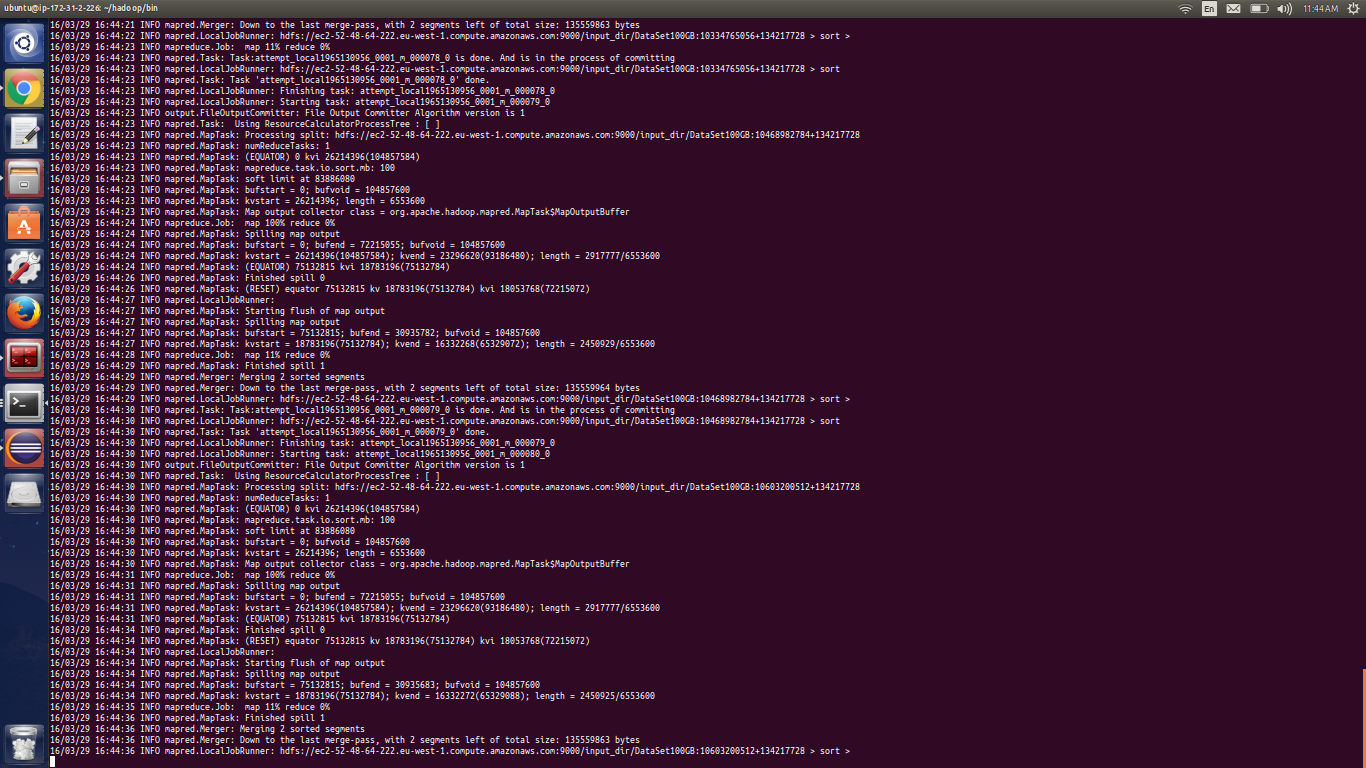 ubuntu@ip-172-31-2-226: ~/hadoop/bin
En
11:44AM
16/03/29 16:44:21 INFO mapred.Merger: Down to the last merge-pass, with 2 segments left of total size: 135559863 bytes
16/03/29 16:44:22 INFO mapred.LocalJobRunner: hdfs://ec2-52-48-64-222.eu-west-1.compute.amazonaws.com:9000/input_dir/DataSet100GB:10334765056+134217728 > sort >
16/03/29 16:44:23 INFO mapreduce.Job:  map 11% reduce 0%
16/03/29 16:44:23 INFO mapred.Task: Task:attempt_local1965130956_0001_m_000078_0 is done. And is in the process of committing
16/03/29 16:44:23 INFO mapred.LocalJobRunner: hdfs://ec2-52-48-64-222.eu-west-1.compute.amazonaws.com:9000/input_dir/DataSet100GB:10334765056+134217728 > sort
16/03/29 16:44:23 INFO mapred.Task: Task 'attempt_local1965130956_0001_m_000078_0' done.
16/03/29 16:44:23 INFO mapred.LocalJobRunner: Finishing task: attempt_local1965130956_0001_m_000078_0
16/03/29 16:44:23 INFO mapred.LocalJobRunner: Starting task: attempt_local1965130956_0001_m_000079_0
16/03/29 16:44:23 INFO output.FileOutputCommitter: File Output Committer Algorithm version is 1
16/03/29 16:44:23 INFO mapred.Task:  Using ResourceCalculatorProcessTree : [ ]
16/03/29 16:44:23 INFO mapred.MapTask: Processing split: hdfs://ec2-52-48-64-222.eu-west-1.compute.amazonaws.com:9000/input_dir/DataSet100GB:10468982784+134217728
16/03/29 16:44:23 INFO mapred.MapTask: numReduceTasks: 1
16/03/29 16:44:23 INFO mapred.MapTask: (EQUATOR) 0 kvi 26214396(104857584)
16/03/29 16:44:23 INFO mapred.MapTask: mapreduce.task.io.sort.mb: 100
16/03/29 16:44:23 INFO mapred.MapTask: soft limit at 83886080
16/03/29 16:44:23 INFO mapred.MapTask: bufstart = 0; bufvoid = 104857600
16/03/29 16:44:23 INFO mapred.MapTask: kvstart = 26214396; length = 6553600
16/03/29 16:44:23 INFO mapred.MapTask: Map output collector class = org.apache.hadoop.mapred.MapTask$MapOutputBuffer
16/03/29 16:44:24 INFO mapreduce.Job:  map 100% reduce 0%
16/03/29 16:44:24 INFO mapred.MapTask: Spilling map output
16/03/29 16:44:24 INFO mapred.MapTask: bufstart = 0; bufend = 72215055; bufvoid = 104857600
16/03/29 16:44:24 INFO mapred.MapTask: kvstart = 26214396(104857584); kvend = 23296620(93186480); length = 2917777/6553600
16/03/29 16:44:24 INFO mapred.MapTask: (EQUATOR) 75132815 kvi 18783196(75132784)
16/03/29 16:44:26 INFO mapred.MapTask: Finished spill 0
16/03/29 16:44:26 INFO mapred.MapTask: (RESET) equator 75132815 kv 18783196(75132784) kvi 18053768(72215072)
16/03/29 16:44:27 INFO mapred.LocalJobRunner:
16/03/29 16:44:27 INFO mapred.MapTask: Starting flush of map output
16/03/29 16:44:27 INFO mapred.MapTask: Spilling map output
16/03/29 16:44:27 INFO mapred.MapTask: bufstart = 75132815; bufend = 30935782; bufvoid = 104857600
16/03/29 16:44:27 INFO mapred.MapTask: kvstart = 18783196(75132784); kvend = 16332268(65329072); length = 2450929/6553600
16/03/29 16:44:28 INFO mapreduce.Job:  map 11% reduce 0%
16/03/29 16:44:29 INFO mapred.MapTask: Finished spill 1
16/03/29 16:44:29 INFO mapred.Merger: Merging 2 sorted segments
16/03/29 16:44:29 INFO mapred.Merger: Down to the last merge-pass, with 2 segments left of total size: 135559964 bytes
16/03/29 16:44:29 INFO mapred.LocalJobRunner: hdfs://ec2-52-48-64-222.eu-west-1.compute.amazonaws.com:9000/input_dir/DataSet100GB:10468982784+134217728 > sort >
16/03/29 16:44:30 INFO mapred.Task: Task:attempt_local1965130956_0001_m_000079_0 is done. And is in the process of committing
16/03/29 16:44:30 INFO mapred.LocalJobRunner: hdfs://ec2-52-48-64-222.eu-west-1.compute.amazonaws.com:9000/input_dir/DataSet100GB:10468982784+134217728 > sort
16/03/29 16:44:30 INFO mapred.Task: Task 'attempt_local1965130956_0001_m_000079_0' done.
16/03/29 16:44:30 INFO mapred.LocalJobRunner: Finishing task: attempt_local1965130956_0001_m_000079_0
16/03/29 16:44:30 INFO mapred.LocalJobRunner: Starting task: attempt_local1965130956_0001_m_000080_0
16/03/29 16:44:30 INFO output.FileOutputCommitter: File Output Committer Algorithm version is 1
16/03/29 16:44:30 INFO mapred.Task:  Using ResourceCalculatorProcessTree : [ ]
16/03/29 16:44:30 INFO mapred.MapTask: Processing split: hdfs://ec2-52-48-64-222.eu-west-1.compute.amazonaws.com:9000/input_dir/DataSet100GB:10603200512+134217728
16/03/29 16:44:30 INFO mapred.MapTask: numReduceTasks: 1
16/03/29 16:44:30 INFO mapred.MapTask: (EQUATOR) 0 kvi 26214396(104857584)
16/03/29 16:44:30 INFO mapred.MapTask: mapreduce.task.io.sort.mb: 100
16/03/29 16:44:30 INFO mapred.MapTask: soft limit at 83886080
16/03/29 16:44:30 INFO mapred.MapTask: bufstart = 0; bufvoid = 104857600
16/03/29 16:44:30 INFO mapred.MapTask: kvstart = 26214396; length = 6553600
16/03/29 16:44:30 INFO mapred.MapTask: Map output collector class = org.apache.hadoop.mapred.MapTask$MapOutputBuffer
16/03/29 16:44:31 INFO mapreduce.Job:  map 100% reduce 0%
16/03/29 16:44:31 INFO mapred.MapTask: Spilling map output
16/03/29 16:44:31 INFO mapred.MapTask: bufstart = 0; bufend = 72215055; bufvoid = 104857600
16/03/29 16:44:31 INFO mapred.MapTask: kvstart = 26214396(104857584); kvend = 23296620(93186480); length = 2917777/6553600
16/03/29 16:44:31 INFO mapred.MapTask: (EQUATOR) 75132815 kvi 18783196(75132784)
16/03/29 16:44:34 INFO mapred.MapTask: Finished spill 0
16/03/29 16:44:34 INFO mapred.MapTask: (RESET) equator 75132815 kv 18783196(75132784) kvi 18053768(72215072)
16/03/29 16:44:34 INFO mapred.LocalJobRunner:
16/03/29 16:44:34 INFO mapred.MapTask: Starting flush of map output
16/03/29 16:44:34 INFO mapred.MapTask: Spilling map output
16/03/29 16:44:34 INFO mapred.MapTask: bufstart = 75132815; bufend = 30935683; bufvoid = 104857600
16/03/29 16:44:34 INFO mapred.MapTask: kvstart = 18783196(75132784); kvend = 16332272(65329088); length = 2450925/6553600
16/03/29 16:44:35 INFO mapreduce.Job:  map 11% reduce 0%
16/03/29 16:44:36 INFO mapred.MapTask: Finished spill 1
16/03/29 16:44:36 INFO mapred.Merger: Merging 2 sorted segments
16/03/29 16:44:36 INFO mapred.Merger: Down to the last merge-pass, with 2 segments left of total size: 135559863 bytes
16/03/29 16:44:36 INFO mapred.LocalJobRunner: hdfs://ec2-52-48-64-222.eu-west-1.compute.amazonaws.com:9000/input_dir/DataSet100GB:10603200512+134217728 > sort >